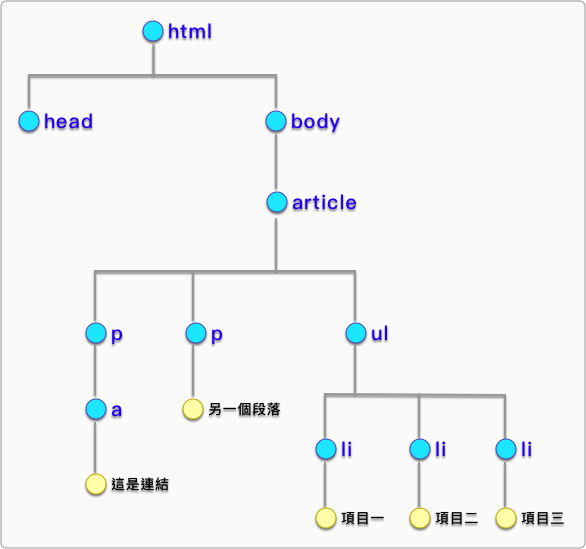 html
head
body
article
p
p
ul
a
另一個段落
li
li
li
這是連結
項目一
項目二
項目三